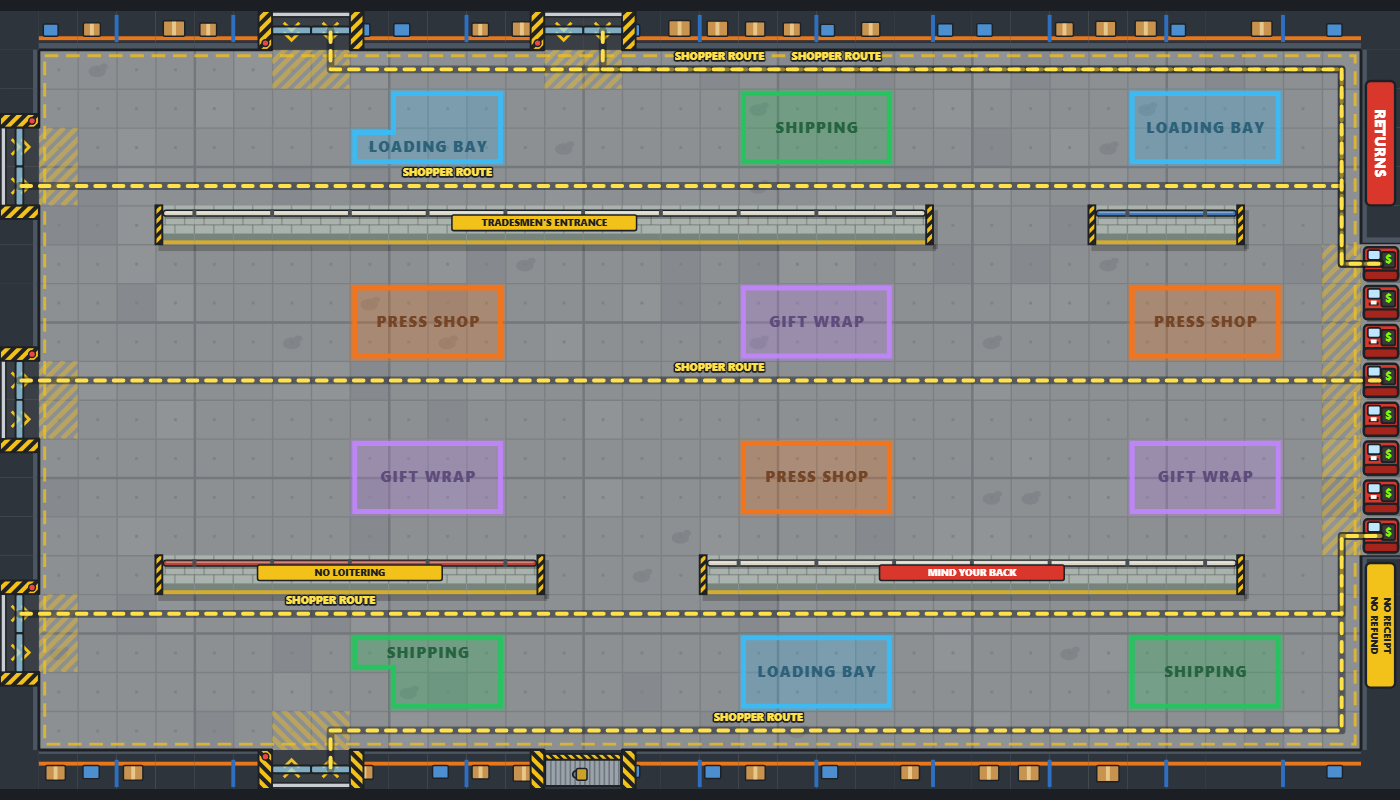 SHOPPER ROUTE
SHOPPER ROUTE
LOADING BAY
SHIPPING
LOADING BAY
RETURNS
SHOPPER ROUTE
TRADESMEN'S ENTRANCE
$
PRESS SHOP
GIFT WRAP
PRESS SHOP
$
$
SHOPPER ROUTE
$
$
GIFT WRAP
PRESS SHOP
GIFT WRAP
$
$
$
NO LOITERING
MIND YOUR BACK
SHOPPER ROUTE
NO RECEIPT
NO REFUND
SHIPPING
LOADING BAY
SHIPPING
SHOPPER ROUTE